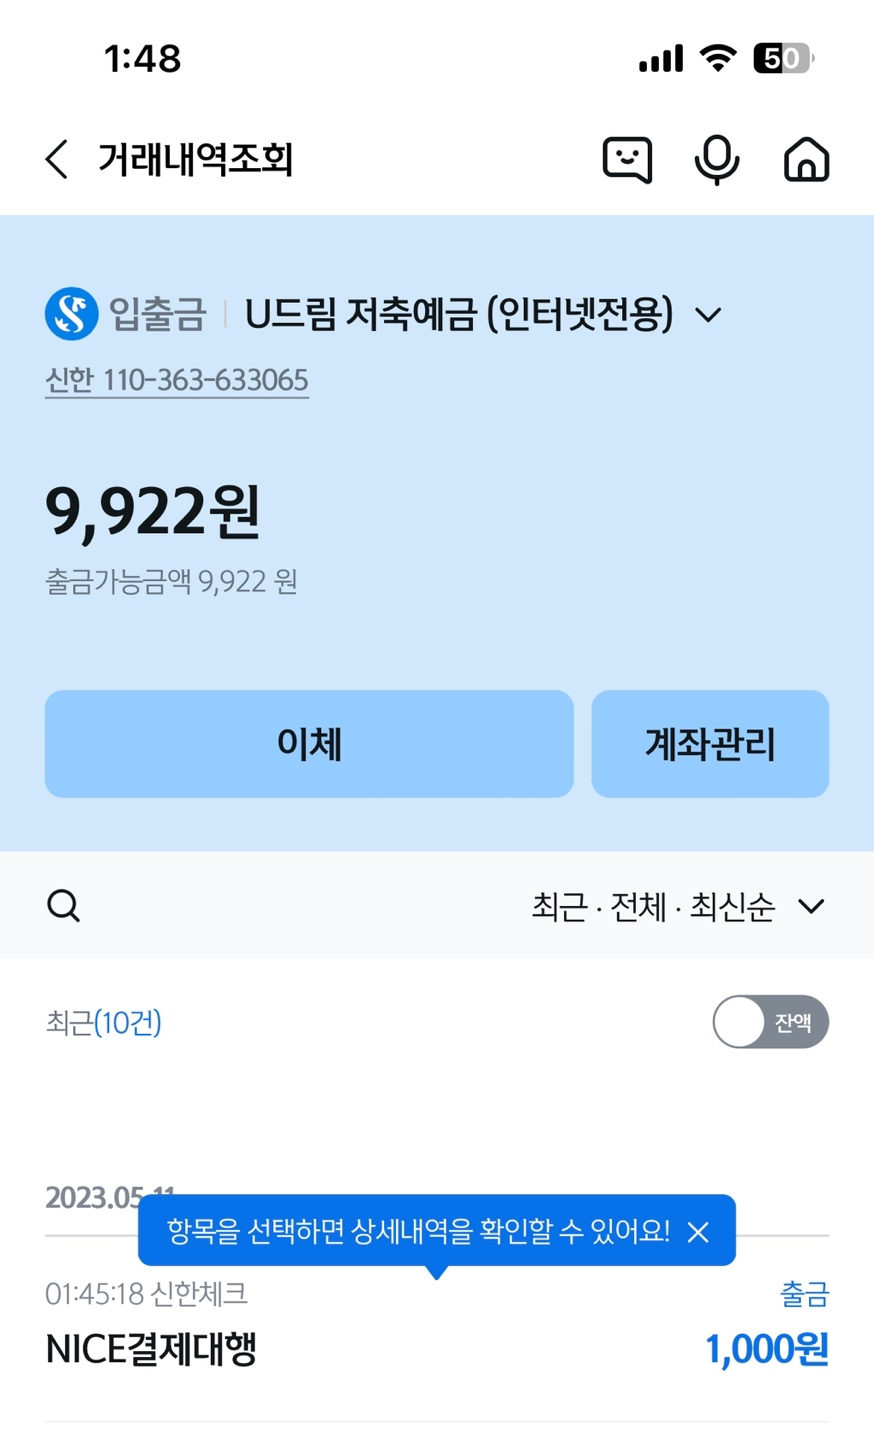 1:48
50
거래내역조회
입출금 | U드림 저축예금 (인터넷전용)
신한 110-363-633065
9,922원
출금가능금액 9,922 원
이체 계좌관리
최근 · 전체 · 최신순
최근(10건) 잔액
2023.05.11
항목을 선택하면 상세내역을 확인할 수 있어요! ×
01:45:18 신한체크 출금
NICE결제대행 1,000원